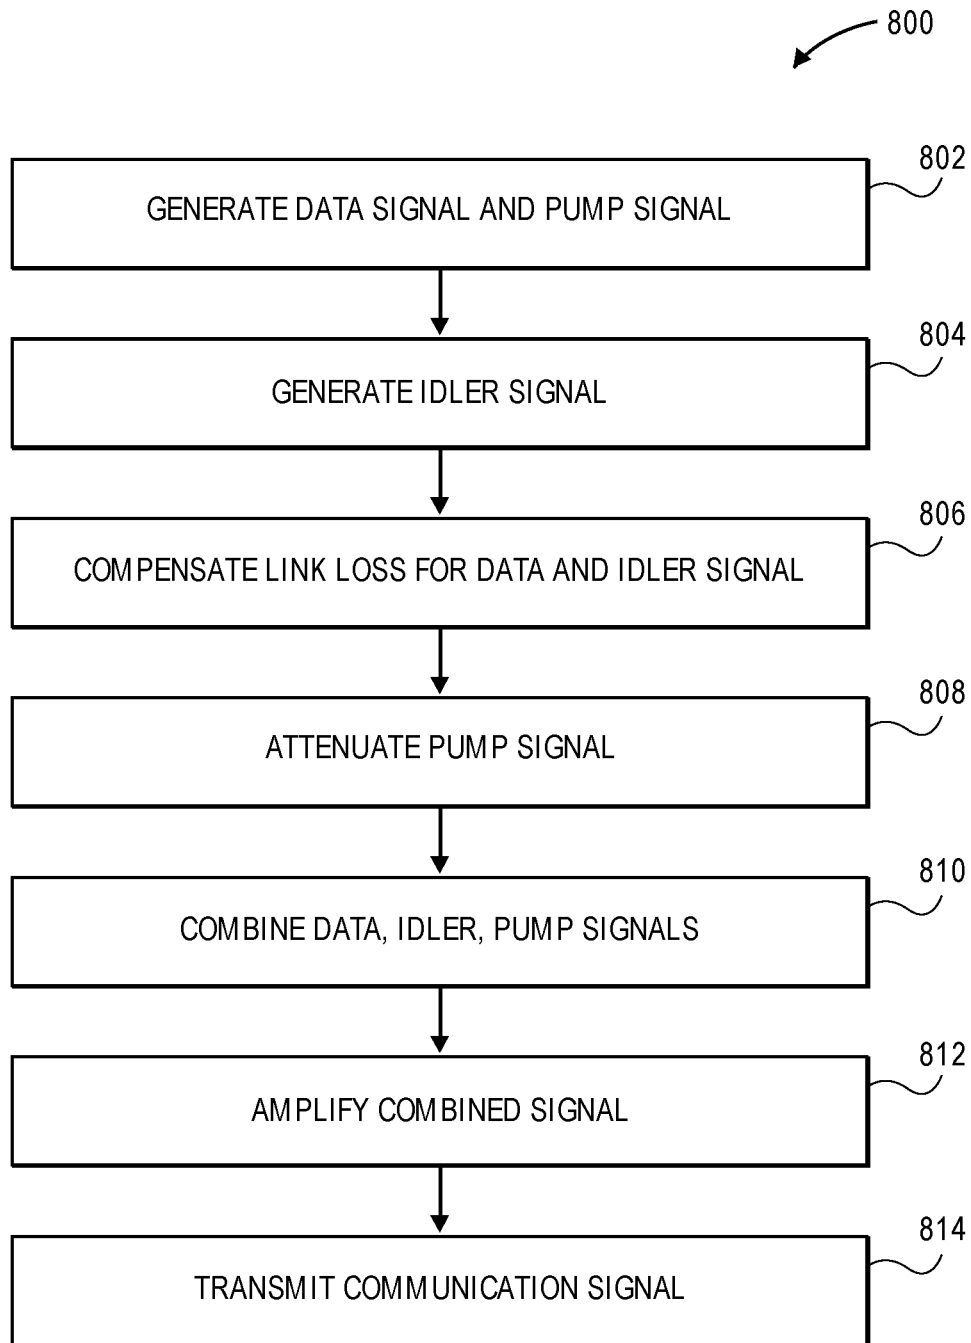 800
802
GENERATE DATA SIGNAL AND PUMP SIGNAL
804
GENERATE IDLER SIGNAL
806
COMPENSATE LINK LOSS FOR DATA AND IDLER SIGNAL
808
ATTENUATE PUMP SIGNAL
810
COMBINE DATA, IDLER, PUMP SIGNALS
812
AMPLIFY COMBINED SIGNAL
814
TRANSMIT COMMUNICATION SIGNAL